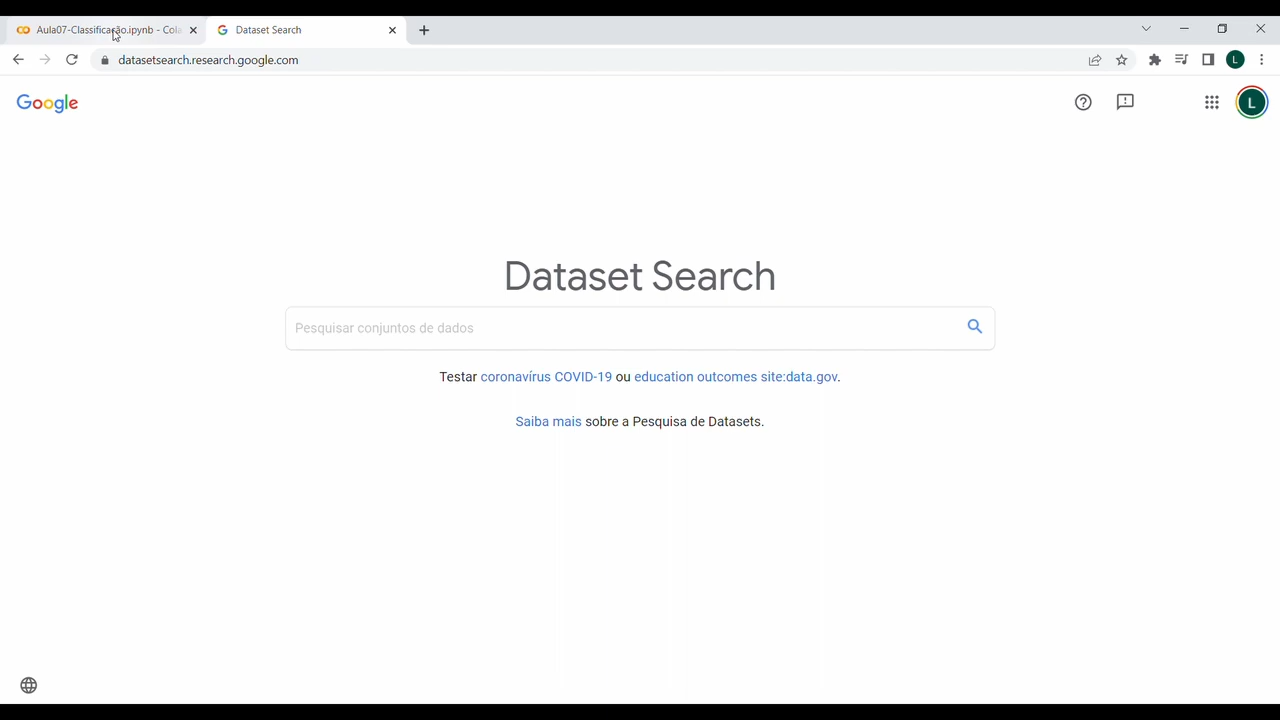 Aula07-Classificação.ipynb - Cola
Dataset Search
datasetsearch.research.google.com
L
Google
L
Dataset Search
Pesquisar conjuntos de dados
Testar coronavírus COVID-19 ou education outcomes site:data.gov.
Saiba mais sobre a Pesquisa de Datasets.